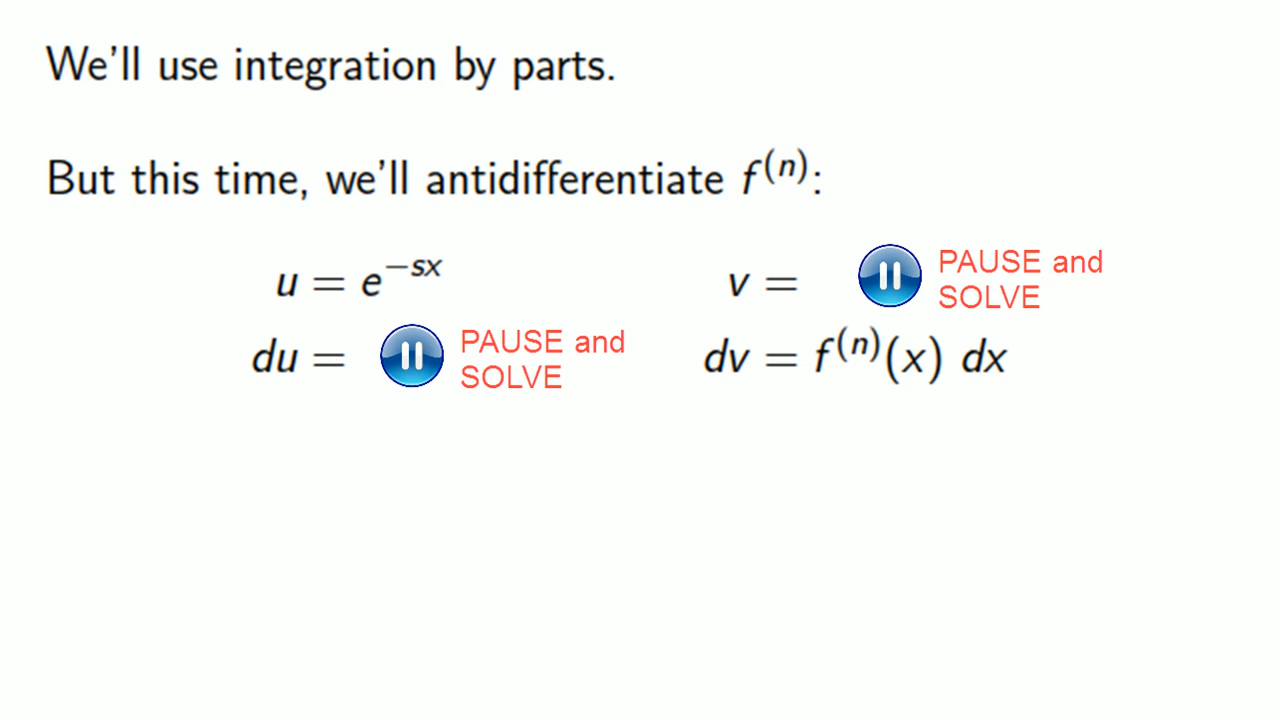 We'll use integration by parts.
But this time, we'll antidifferentiate f^(n):
u = e^−sx
v = PAUSE and
SOLVE
du = PAUSE and
SOLVE
dv = f^(n)(x) dx